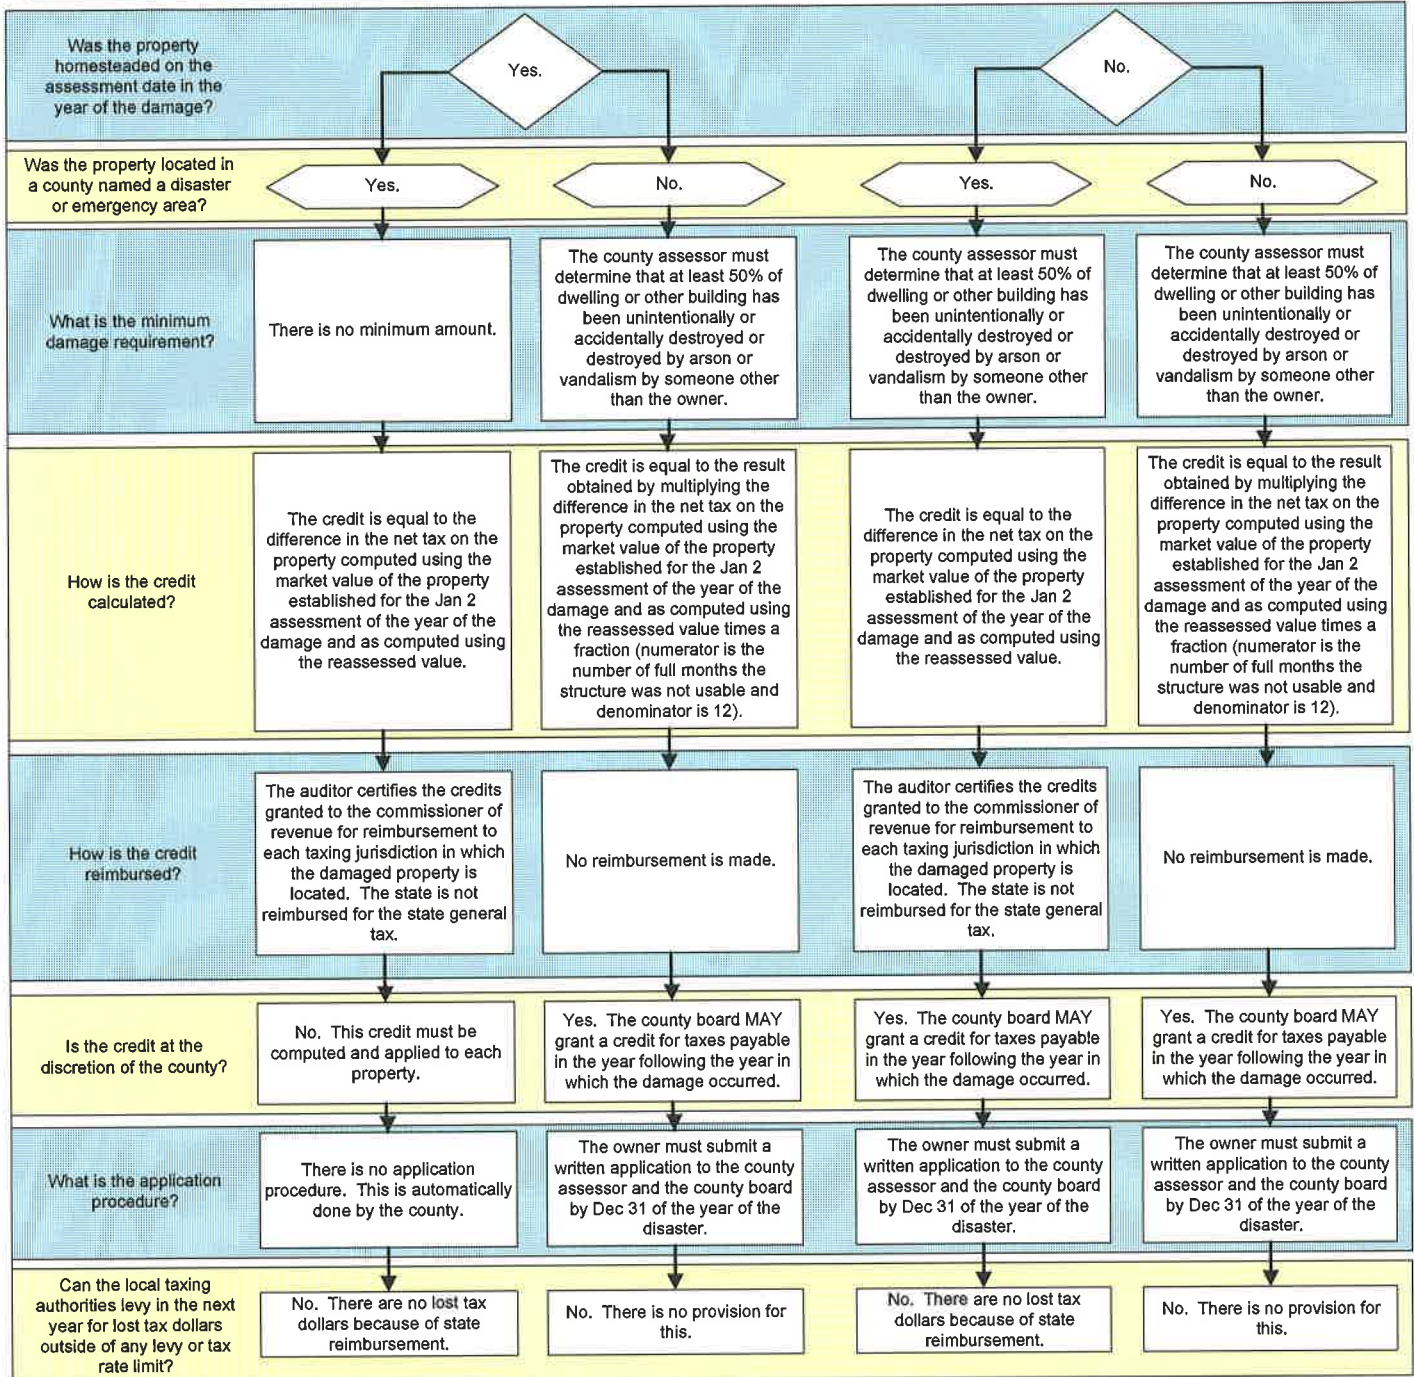 Was the property
homesteaded on the
assessment date in the
year of the damage?
Yes.
No.
Was the property located in
a county named a disaster
or emergency area?
Yes.
No.
Yes.
No.
What is the minimum
damage requirement?
There is no minimum amount.
The county assessor must
determine that at least 50% of
dwelling or other building has
been unintentionally or
accidentally destroyed or
destroyed by arson or
vandalism by someone other
than the owner.
The county assessor must
determine that at least 50% of
dwelling or other building has
been unintentionally or
accidentally destroyed or
destroyed by arson or
vandalism by someone other
than the owner.
The county assessor must
determine that at least 50% of
dwelling or other building has
been unintentionally or
accidentally destroyed or
destroyed by arson or
vandalism by someone other
than the owner.
How is the credit
calculated?
The credit is equal to the
difference in the net tax on the
property computed using the
market value of the property
established for the Jan 2
assessment of the year of the
damage and as computed using
the reassessed value.
The credit is equal to the result
obtained by multiplying the
difference in the net tax on the
property computed using the
market value of the property
established for the Jan 2
assessment of the year of the
damage and as computed using
the reassessed value times a
fraction (numerator is the
number of full months the
structure was not usable and
denominator is 12).
The credit is equal to the
difference in the net tax on the
property computed using the
market value of the property
established for the Jan 2
assessment of the year of the
damage and as computed using
the reassessed value.
The credit is equal to the result
obtained by multiplying the
difference in the net tax on the
property computed using the
market value of the property
established for the Jan 2
assessment of the year of the
damage and as computed using
the reassessed value times a
fraction (numerator is the
number of full months the
structure was not usable and
denominator is 12).
How is the credit
reimbursed?
The auditor certifies the credits
granted to the commissioner of
revenue for reimbursement to
each taxing jurisdiction in which
the damaged property is
located. The state is not
reimbursed for the state general
tax.
No reimbursement is made.
The auditor certifies the credits
granted to the commissioner of
revenue for reimbursement to
each taxing jurisdiction in which
the damaged property is
located. The state is not
reimbursed for the state general
tax.
No reimbursement is made.
Is the credit at the
discretion of the county?
No. This credit must be
computed and applied to each
property.
Yes. The county board MAY
grant a credit for taxes payable
in the year following the year in
which the damage occurred.
Yes. The county board MAY
grant a credit for taxes payable
in the year following the year in
which the damage occurred.
Yes. The county board MAY
grant a credit for taxes payable
in the year following the year in
which the damage occurred.
What is the application
procedure?
There is no application
procedure. This is automatically
done by the county.
The owner must submit a
written application to the county
assessor and the county board
by Dec 31 of the year of the
disaster.
The owner must submit a
written application to the county
assessor and the county board
by Dec 31 of the year of the
disaster.
The owner must submit a
written application to the county
assessor and the county board
by Dec 31 of the year of the
disaster.
Can the local taxing
authorities levy in the next
year for lost tax dollars
outside of any levy or tax
rate limit?
No. There are no lost tax
dollars because of state
reimbursement.
No. There is no provision for
this.
No. There are no lost tax
dollars because of state
reimbursement.
No. There is no provision for
this.